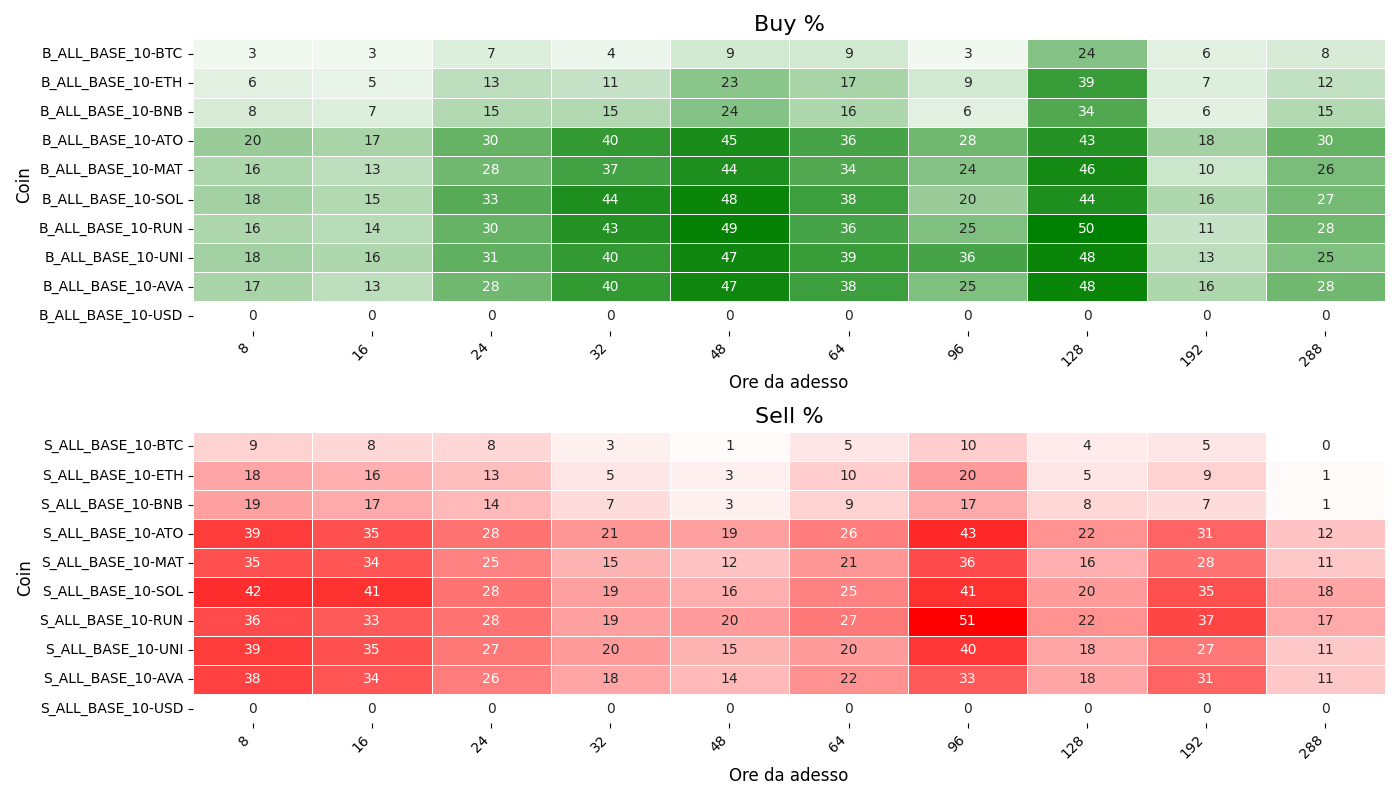 Buy %
Coin
B_ALL_BASE_10-BTC 3 3 7 4 9 9 3 24 6 8
B_ALL_BASE_10-ETH 6 5 13 11 23 17 9 39 7 12
B_ALL_BASE_10-BNB 8 7 15 15 24 16 6 34 6 15
B_ALL_BASE_10-ATO 20 17 30 40 45 36 28 43 18 30
B_ALL_BASE_10-MAT 16 13 28 37 44 34 24 46 10 26
B_ALL_BASE_10-SOL 18 15 33 44 48 38 20 44 16 27
B_ALL_BASE_10-RUN 16 14 30 43 49 36 25 50 11 28
B_ALL_BASE_10-UNI 18 16 31 40 47 39 36 48 13 25
B_ALL_BASE_10-AVA 17 13 28 40 47 38 25 48 16 28
B_ALL_BASE_10-USD 0 0 0 0 0 0 0 0 0 0
8 16 24 32 48 64 96 128 192 288
Ore da adesso
Sell %
Coin
S_ALL_BASE_10-BTC 9 8 8 3 1 5 10 4 5 0
S_ALL_BASE_10-ETH 18 16 13 5 3 10 20 5 9 1
S_ALL_BASE_10-BNB 19 17 14 7 3 9 17 8 7 1
S_ALL_BASE_10-ATO 39 35 28 21 19 26 43 22 31 12
S_ALL_BASE_10-MAT 35 34 25 15 12 21 36 16 28 11
S_ALL_BASE_10-SOL 42 41 28 19 16 25 41 20 35 18
S_ALL_BASE_10-RUN 36 33 28 19 20 27 51 22 37 17
S_ALL_BASE_10-UNI 39 35 27 20 15 20 40 18 27 11
S_ALL_BASE_10-AVA 38 34 26 18 14 22 33 18 31 11
S_ALL_BASE_10-USD 0 0 0 0 0 0 0 0 0 0
8 16 24 32 48 64 96 128 192 288
Ore da adesso